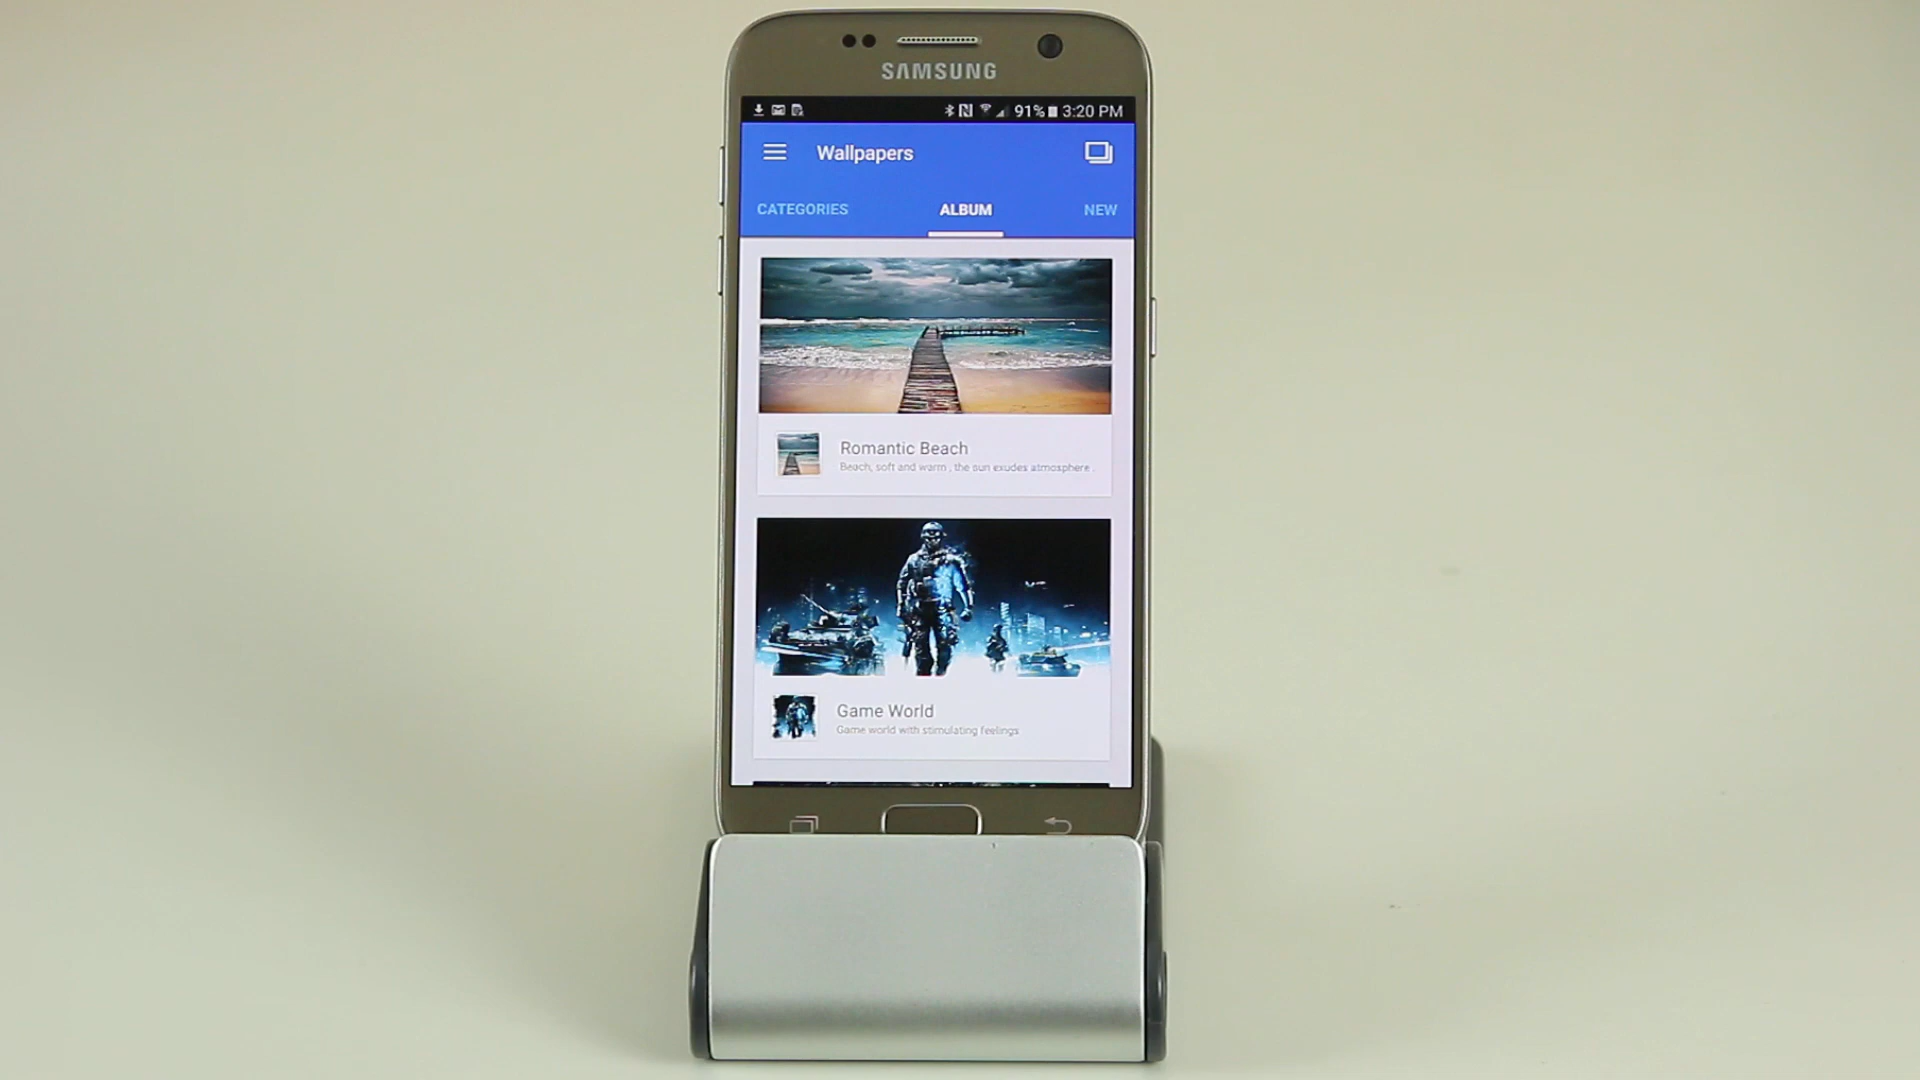 SAMSUNG
91% 3:20 PM
Wallpapers
CATEGORIES ALBUM NEW
Romantic Beach
Beach, soft and warm , the sun exudes atmosphere .
Game World
Game world with stimulating feelings